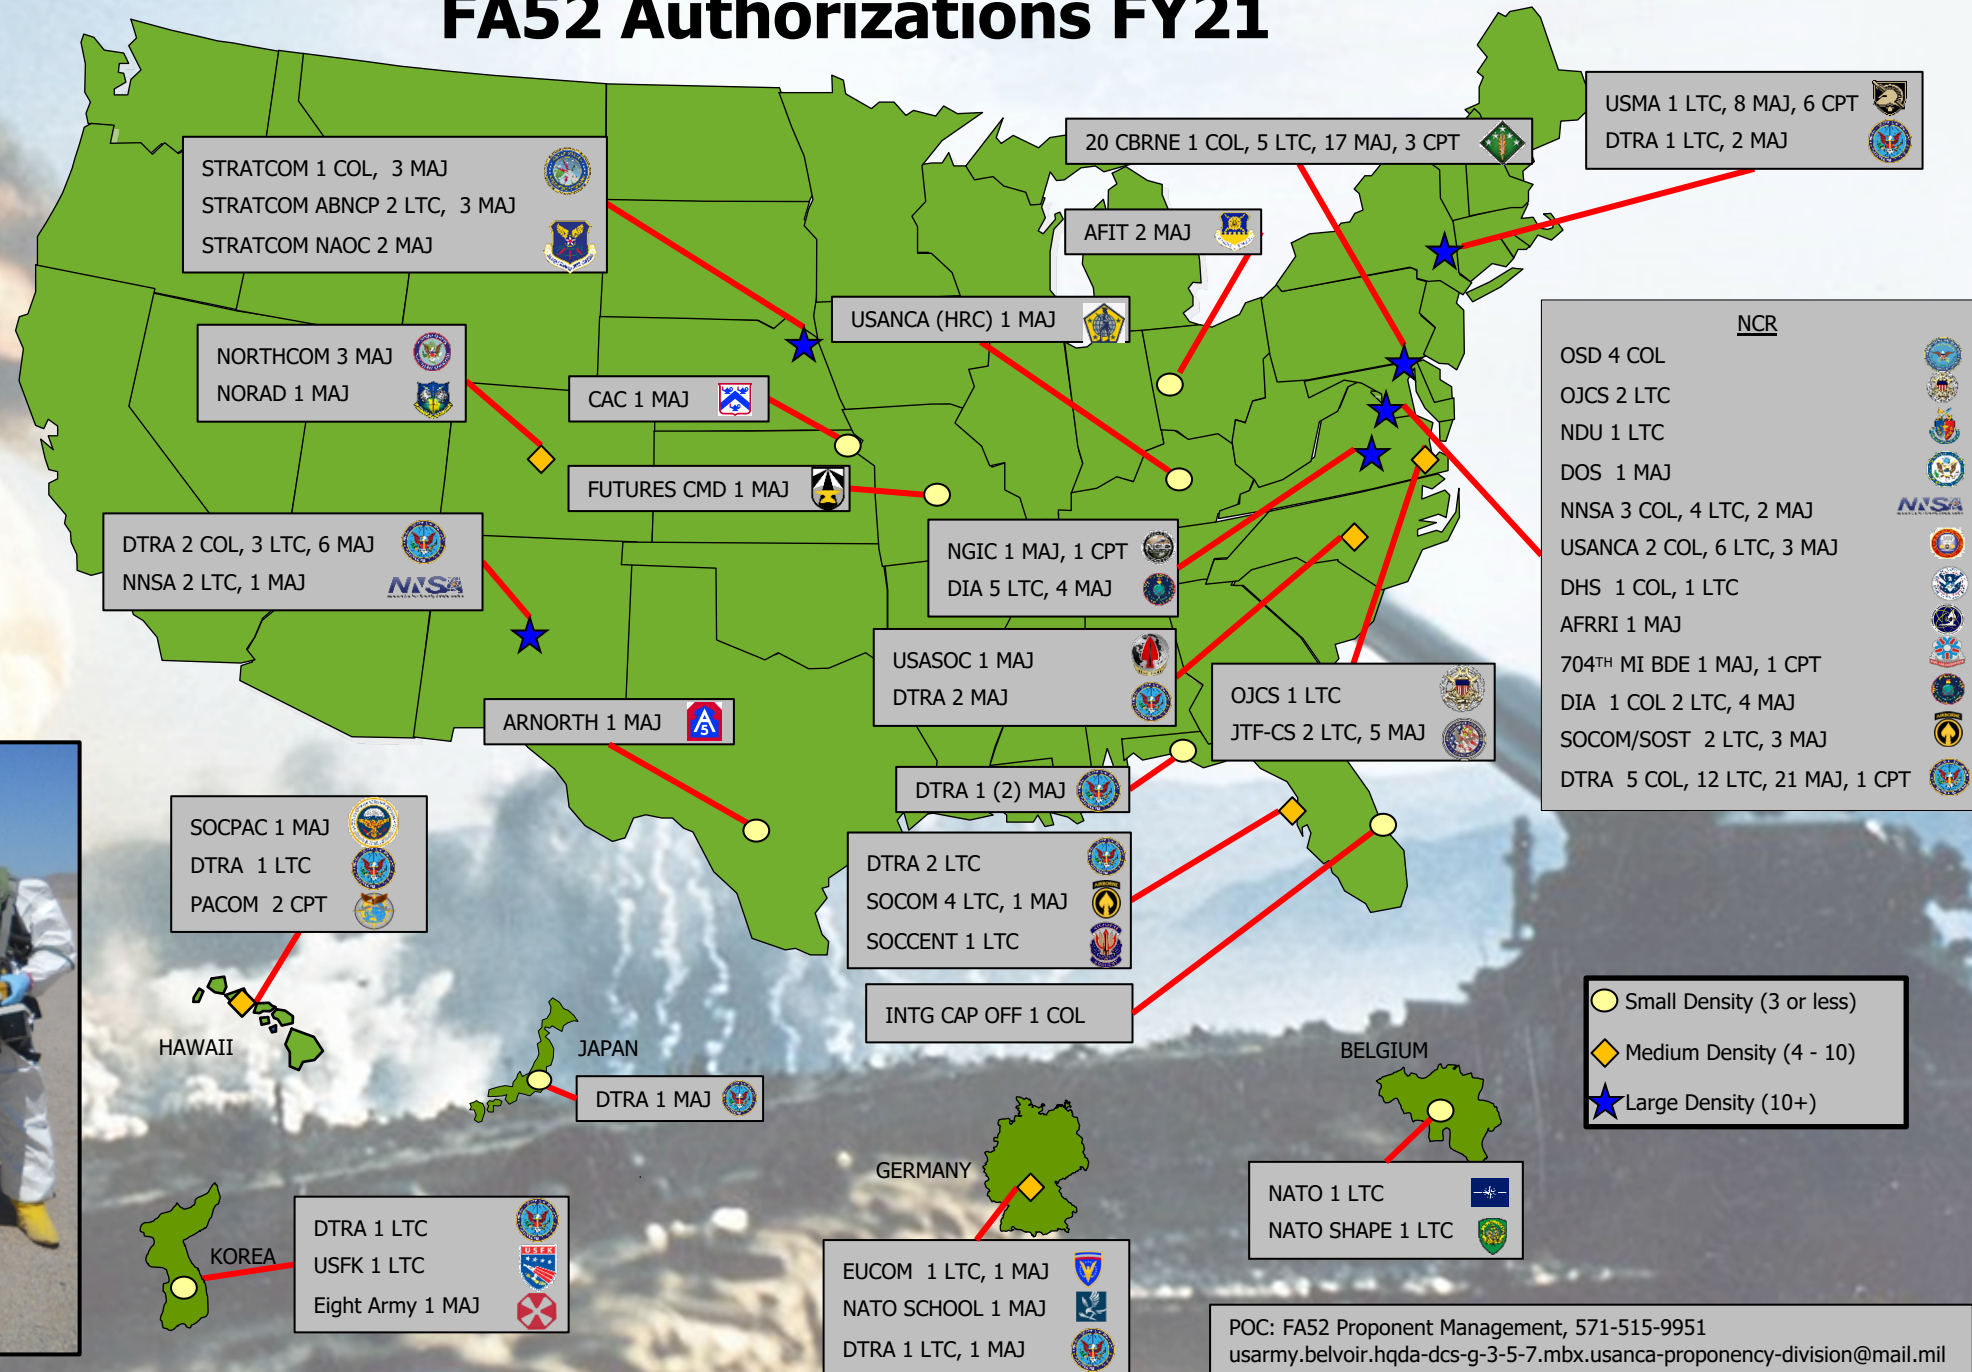 FA52 Authorizations FY21
STRATCOM 1 COL, 3 MAJ
STRATCOM ABNCP 2 LTC, 3 MAJ
STRATCOM NAOC 2 MAJ
20 CBRNE 1 COL, 5 LTC, 17 MAJ, 3 CPT
USMA 1 LTC, 8 MAJ, 6 CPT
DTRA 1 LTC, 2 MAJ
AFIT 2 MAJ
USANCA (HRC) 1 MAJ
NORTHCOM 3 MAJ
NORAD 1 MAJ
CAC 1 MAJ
FUTURES CMD 1 MAJ
DTRA 2 COL, 3 LTC, 6 MAJ
NNSA 2 LTC, 1 MAJ
NNSA
NGIC 1 MAJ, 1 CPT
DIA 5 LTC, 4 MAJ
USASOC 1 MAJ
DTRA 2 MAJ
OJCS 1 LTC
JTF-CS 2 LTC, 5 MAJ
NCR
OSD 4 COL
OJCS 2 LTC
NDU 1 LTC
DOS 1 MAJ
NNSA 3 COL, 4 LTC, 2 MAJ
NNSA
USANCA 2 COL, 6 LTC, 3 MAJ
DHS 1 COL, 1 LTC
AFRRI 1 MAJ
704TH MI BDE 1 MAJ, 1 CPT
DIA 1 COL 2 LTC, 4 MAJ
SOCOM/SOST 2 LTC, 3 MAJ
AIRBORNE
DTRA 5 COL, 12 LTC, 21 MAJ, 1 CPT
ARNORTH 1 MAJ
A
5
DTRA 1 (2) MAJ
DTRA 2 LTC
SOCOM 4 LTC, 1 MAJ
AIRBORNE
SOCCENT 1 LTC
INTG CAP OFF 1 COL
SOCPAC 1 MAJ
DTRA 1 LTC
PACOM 2 CPT
HAWAII
JAPAN
DTRA 1 MAJ
KOREA
DTRA 1 LTC
USFK 1 LTC
USFK
Eight Army 1 MAJ
GERMANY
EUCOM 1 LTC, 1 MAJ
NATO SCHOOL 1 MAJ
DTRA 1 LTC, 1 MAJ
BELGIUM
NATO 1 LTC
NATO SHAPE 1 LTC
Small Density (3 or less)
Medium Density (4 - 10)
Large Density (10+)
POC: FA52 Proponent Management, 571-515-9951
usarmy.belvoir.hqda-dcs-g-3-5-7.mbx.usanca-proponency-division@mail.mil